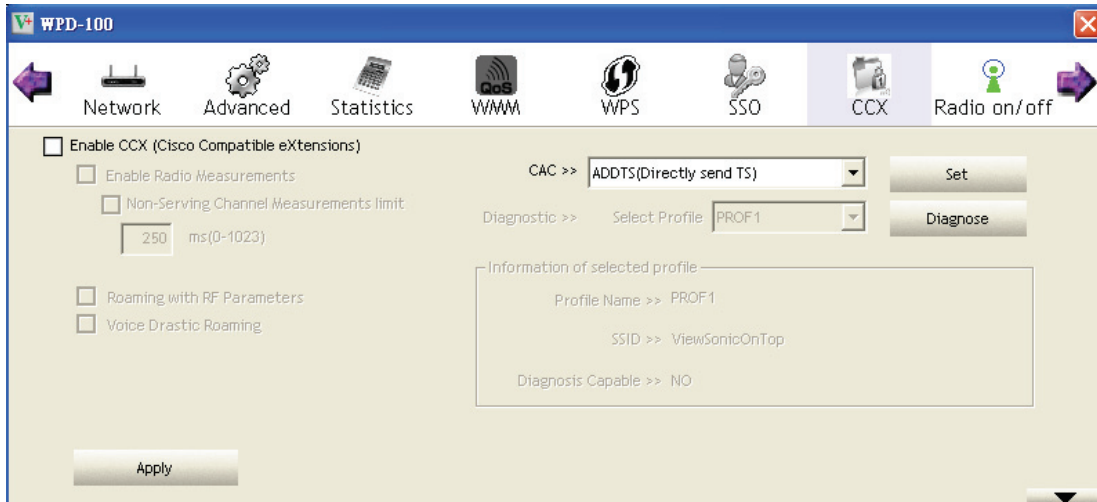 V+ WPD-100
Network Advanced Statistics QoS WMM WPS SSO CCX Radio on/off
Enable CCX (Cisco Compatible eXtensions)
Enable Radio Measurements
Non-Serving Channel Measurements limit
250 ms(0-1023)
Roaming with RF Parameters
Voice Drastic Roaming
Apply
CAC >> ADDTS(Directly send TS) Set
Diagnostic >> Select Profile PROF1 Diagnose
Information of selected profile
Profile Name >> PROF1
SSID >> ViewSonicOnTop
Diagnosis Capable >> NO